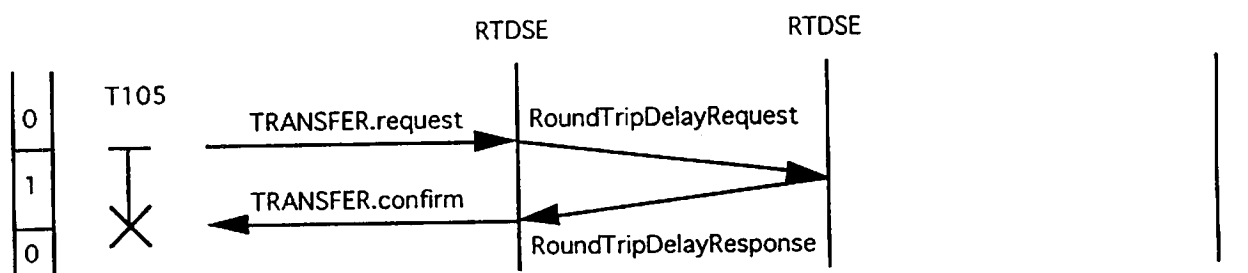 RTDSE
RTDSE
T105
0
TRANSFER.request
RoundTripDelayRequest
1
TRANSFER.confirm
RoundTripDelayResponse
0